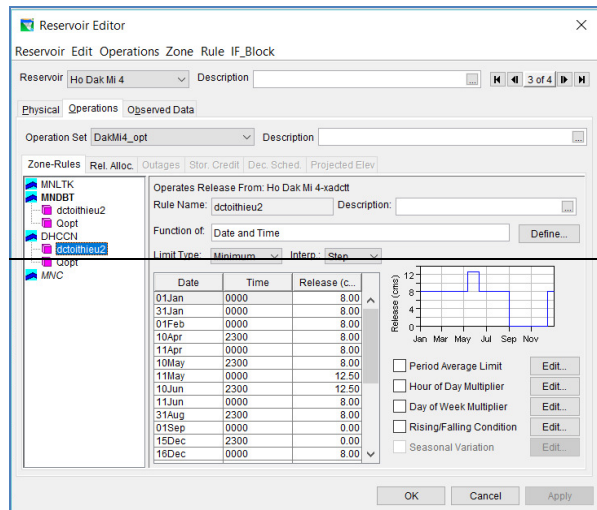 Reservoir Editor
Reservoir Edit Operations Zone Rule IF_Block
Reservoir Ho Dak Mi 4 Description ... 3 of 4
Physical Operations Observed Data
Operation Set DakMi4_opt Description ...
Zone-Rules Rel. Alloc. Outages Stor. Credit Dec. Sched. Projected Elev
MNLTK
MNDBT
dctoithieu2
Qopt
DHCCN
dctoithieu2
Qopt
MNC
Operates Release From: Ho Dak Mi 4-xadctt
Rule Name: dctoithieu2 Description: ...
Function of: Date and Time Define...
Limit Type: Minimum Interp.: Step
Date Time Release (c...
01Jan 0000 8.00
31Jan 0000 8.00
01Feb 0000 8.00
10Apr 2300 8.00
11Apr 0000 8.00
10May 2300 8.00
11May 0000 12.50
10Jun 2300 12.50
11Jun 0000 8.00
31Aug 2300 8.00
01Sep 0000 0.00
15Dec 2300 0.00
16Dec 0000 8.00
Release (cms)
12
8
4
0
Jan Mar May Jul Sep Nov
Period Average Limit Edit...
Hour of Day Multiplier Edit...
Day of Week Multiplier Edit...
Rising/Falling Condition Edit...
Seasonal Variation Edit...
OK Cancel Apply